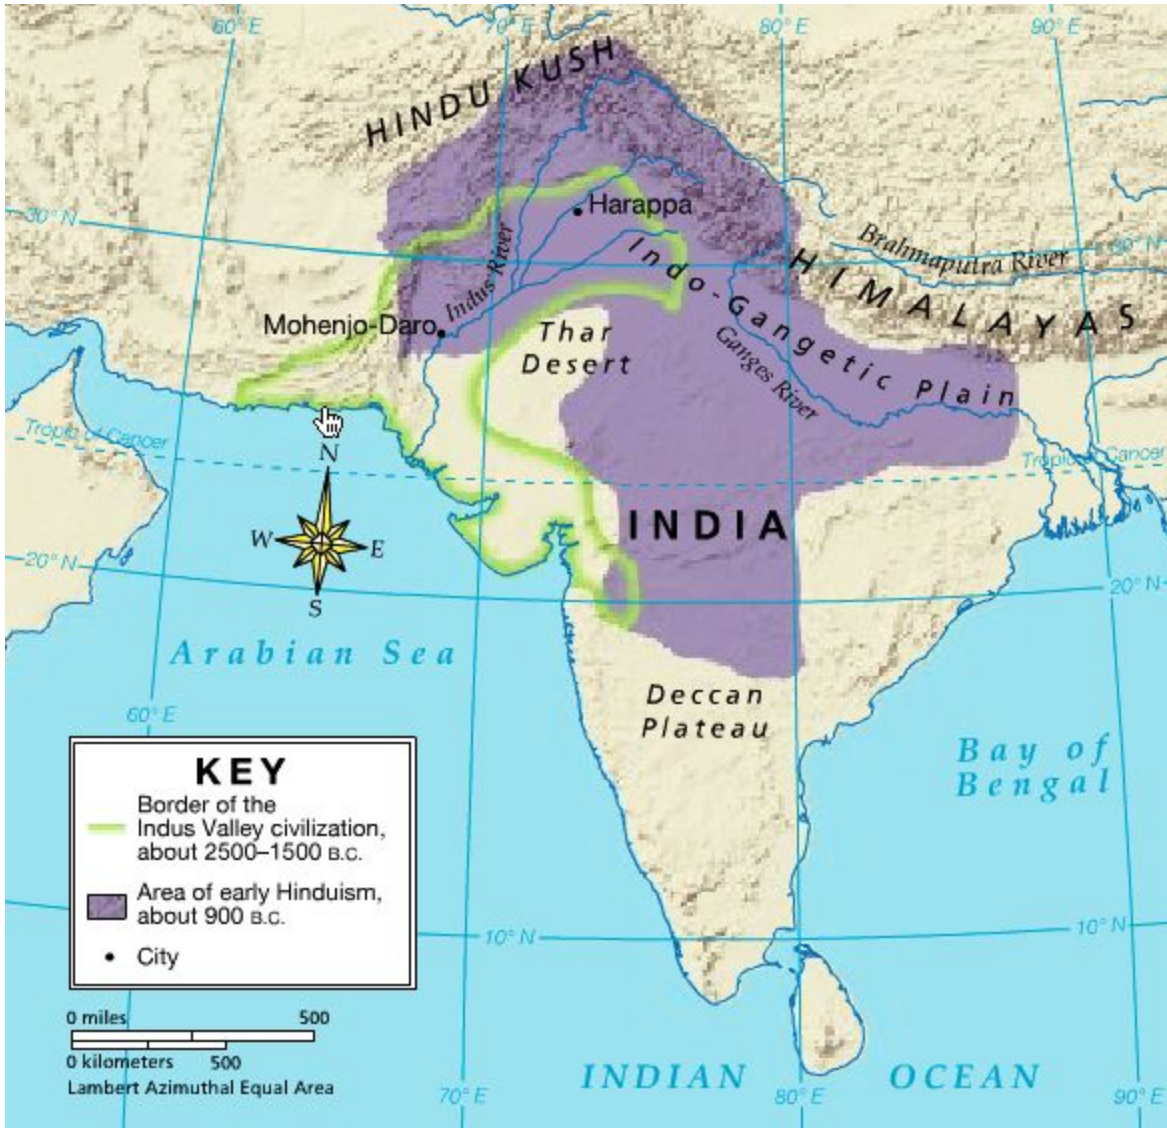 60° E
70° E
80° E
90° E
HINDU KUSH
30° N
Harappa
Indus River
Indo-Gangetic Plain
Brahmaputra River
30° N
HIMALAYAS
Mohenjo-Daro
Thar
Desert
Ganges River
Tropic of Cancer
Tropic of Cancer
N
W
E
S
INDIA
20° N
20° N
Arabian Sea
Deccan
Plateau
60° E
Bay of
Bengal
KEY
Border of the
Indus Valley civilization,
about 2500–1500 B.C.
Area of early Hinduism,
about 900 B.C.
City
10° N
10° N
0 miles
500
0 kilometers
500
Lambert Azimuthal Equal Area
INDIAN OCEAN
70° E
80° E
90° E